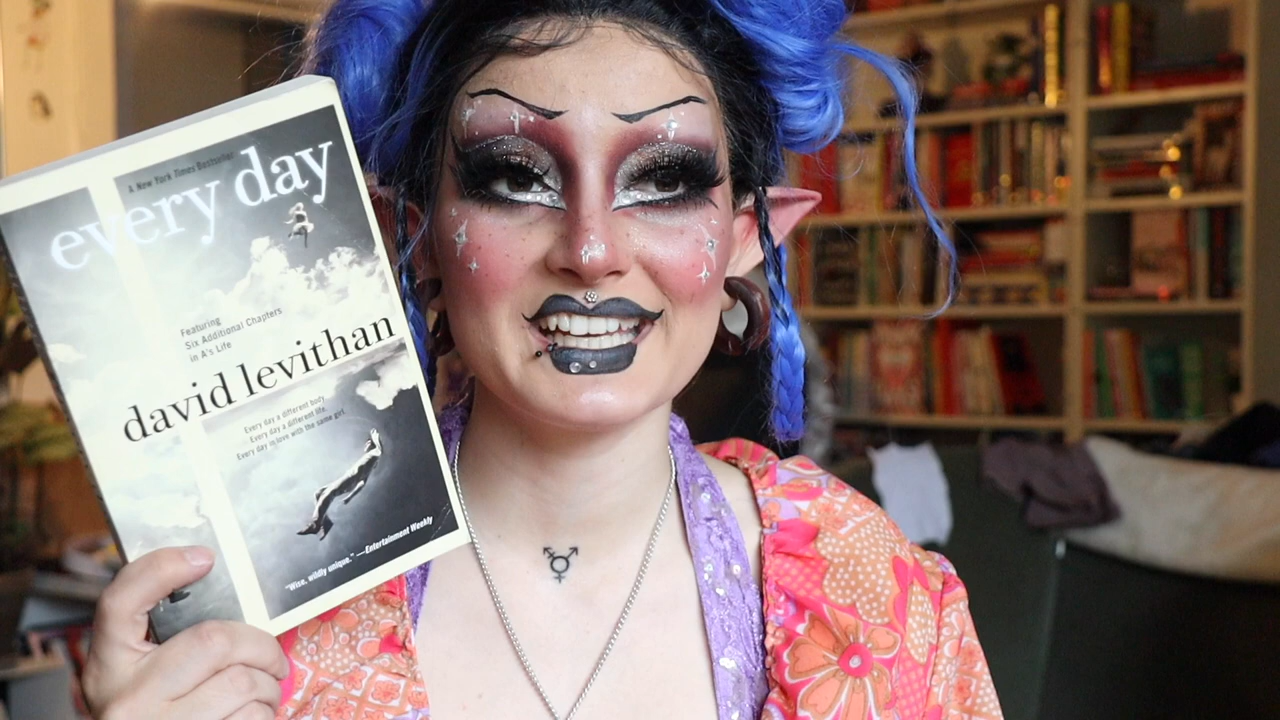 A New York Times Bestseller
every day
Featuring
Six Additional Chapters
in A's Life
david levithan
Every day a different body.
Every day a different life.
Every day in love with the same girl.
"Wise, wildly unique." —Entertainment Weekly